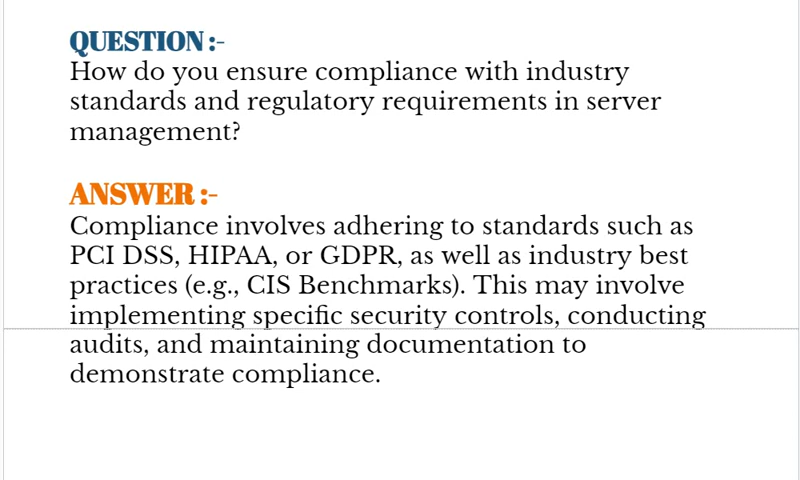 QUESTION :-
How do you ensure compliance with industry
standards and regulatory requirements in server
management?
ANSWER :-
Compliance involves adhering to standards such as
PCI DSS, HIPAA, or GDPR, as well as industry best
practices (e.g., CIS Benchmarks). This may involve
implementing specific security controls, conducting
audits, and maintaining documentation to
demonstrate compliance.